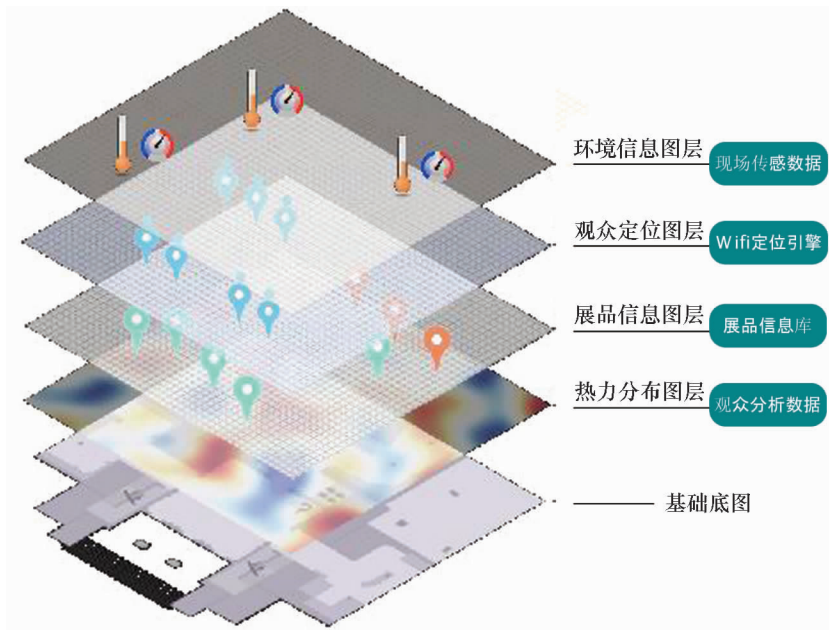 环境信息图层
现场传感数据
观众定位图层
Wifi定位引擎
展品信息图层
展品信息库
热力分布图层
观众分析数据
基础底图